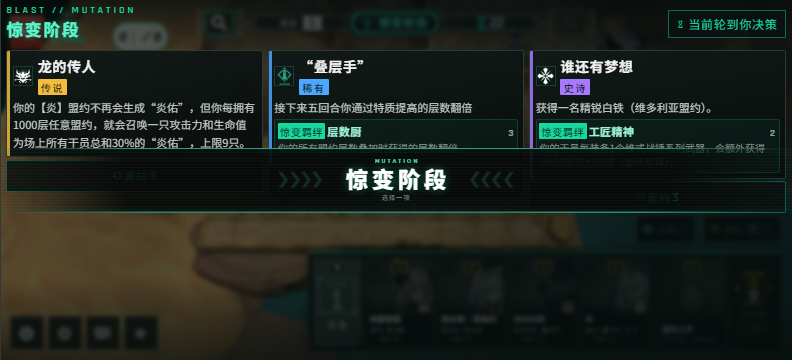 BLAST // MUTATION
惊变阶段
当前轮到你决策
龙的传人
传说
你的【炎】盟约不再会生成“炎佑”，但你每拥有
1000层任意盟约，就会召唤一只攻击力和生命值
为场上所有干员总和30%的“炎佑”，上限9只。
“叠层手”
稀有
接下来五回合你通过特质提高的层数翻倍
惊变羁绊 层数厨 3
谁还有梦想
史诗
获得一名精锐白铁（维多利亚盟约）。
惊变羁绊 工匠精神 2
MUTATION
惊变阶段
选择一项